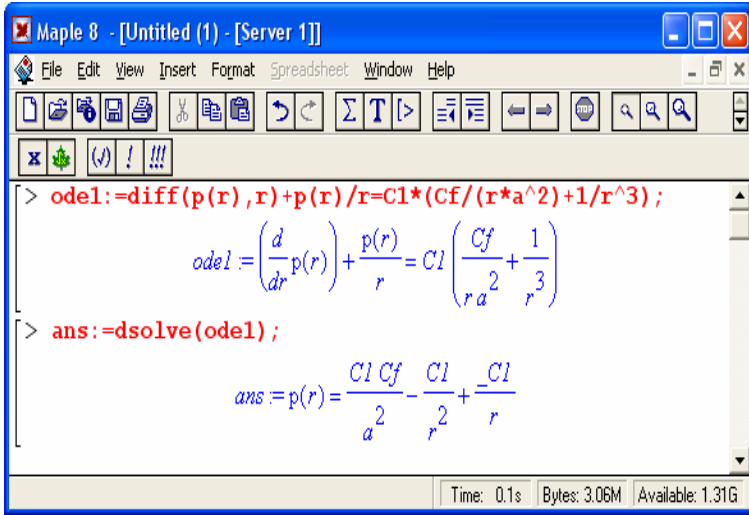 Maple 8 - [Untitled (1) - [Server 1]]
File Edit View Insert Format Spreadsheet Window Help
Σ T [> STOP
x (√) ! !!!
> ode1:=diff(p(r),r)+p(r)/r=C1*(Cf/(r*a^2)+1/r^3);
ode1 := (d/dr p(r)) + p(r)/r = C1 (Cf/(r a^2) + 1/r^3)
> ans:=dsolve(ode1);
ans := p(r) = C1 Cf/a^2 - C1/r^2 + _C1/r
Time: 0.1s Bytes: 3.06M Available: 1.31G